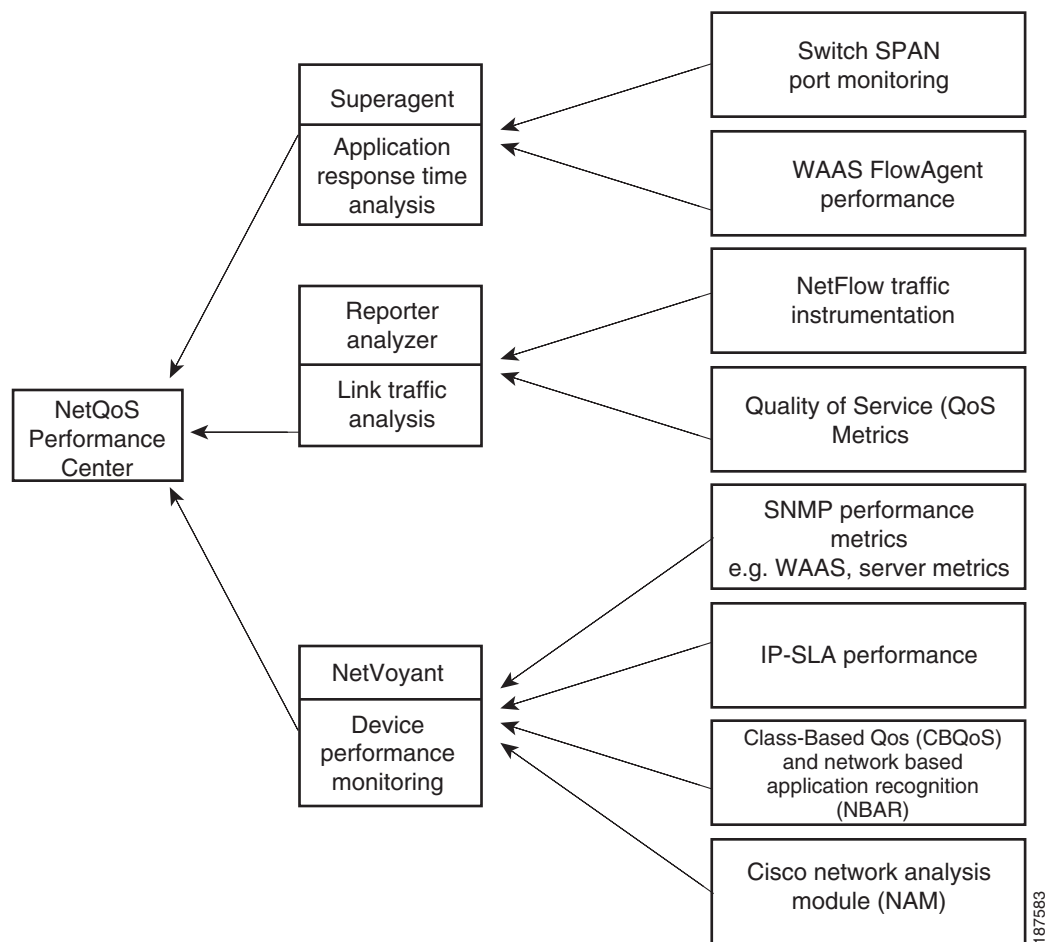 NetQoS
Performance
Center
Superagent
Application
response time
analysis
Reporter
analyzer
Link traffic
analysis
NetVoyant
Device
performance
monitoring
Switch SPAN
port monitoring
WAAS FlowAgent
performance
NetFlow traffic
instrumentation
Quality of Service (QoS
Metrics
SNMP performance
metrics
e.g. WAAS, server metrics
IP-SLA performance
Class-Based Qos (CBQoS)
and network based
application recognition
(NBAR)
Cisco network analysis
module (NAM)
187583